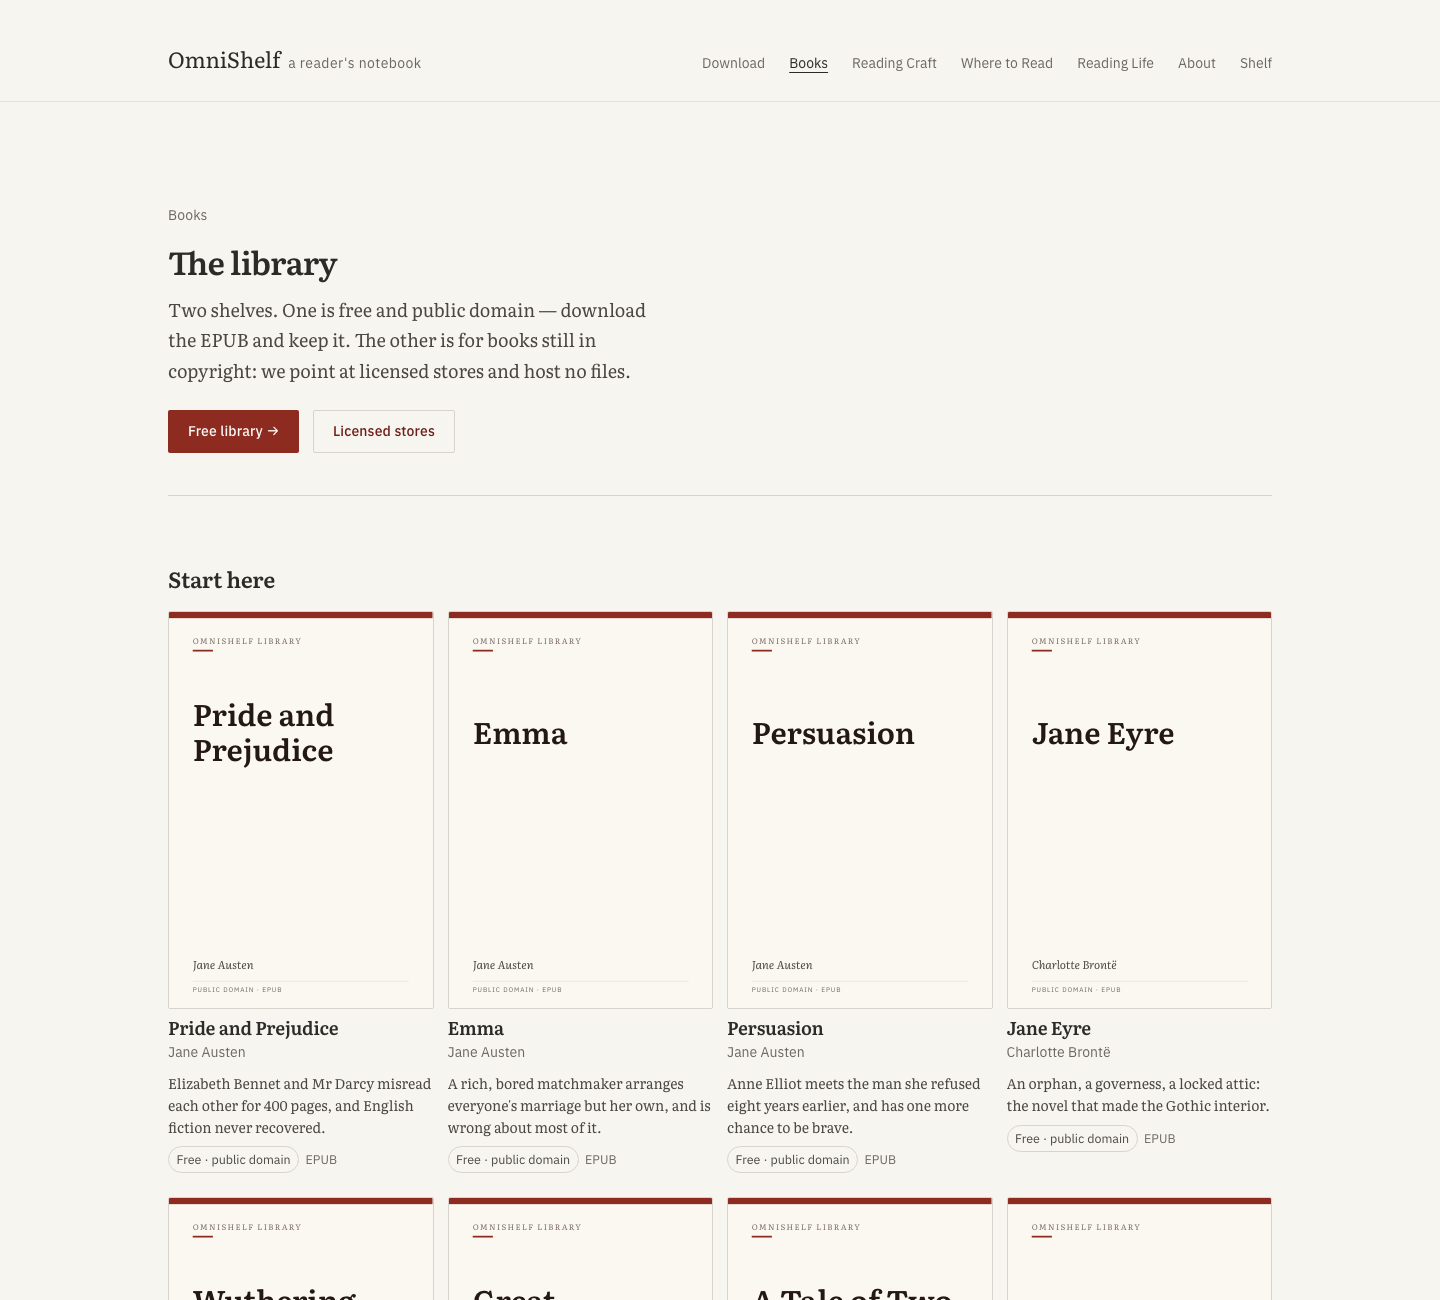 OmniShelf a reader's notebook
Download Books Reading Craft Where to Read Reading Life About Shelf
Books
The library
Two shelves. One is free and public domain — download
the EPUB and keep it. The other is for books still in
copyright: we point at licensed stores and host no files.
Free library →
Licensed stores
Start here
OMNISHELF LIBRARY
Pride and
Prejudice
Jane Austen
PUBLIC DOMAIN · EPUB
Pride and Prejudice
Jane Austen
Elizabeth Bennet and Mr Darcy misread
each other for 400 pages, and English
fiction never recovered.
Free · public domain EPUB
OMNISHELF LIBRARY
Emma
Jane Austen
PUBLIC DOMAIN · EPUB
Emma
Jane Austen
A rich, bored matchmaker arranges
everyone's marriage but her own, and is
wrong about most of it.
Free · public domain EPUB
OMNISHELF LIBRARY
Persuasion
Jane Austen
PUBLIC DOMAIN · EPUB
Persuasion
Jane Austen
Anne Elliot meets the man she refused
eight years earlier, and has one more
chance to be brave.
Free · public domain EPUB
OMNISHELF LIBRARY
Jane Eyre
Charlotte Brontë
PUBLIC DOMAIN · EPUB
Jane Eyre
Charlotte Brontë
An orphan, a governess, a locked attic:
the novel that made the Gothic interior.
Free · public domain EPUB
OMNISHELF LIBRARY
Wuthering
OMNISHELF LIBRARY
Great
OMNISHELF LIBRARY
A Tale of Two
OMNISHELF LIBRARY